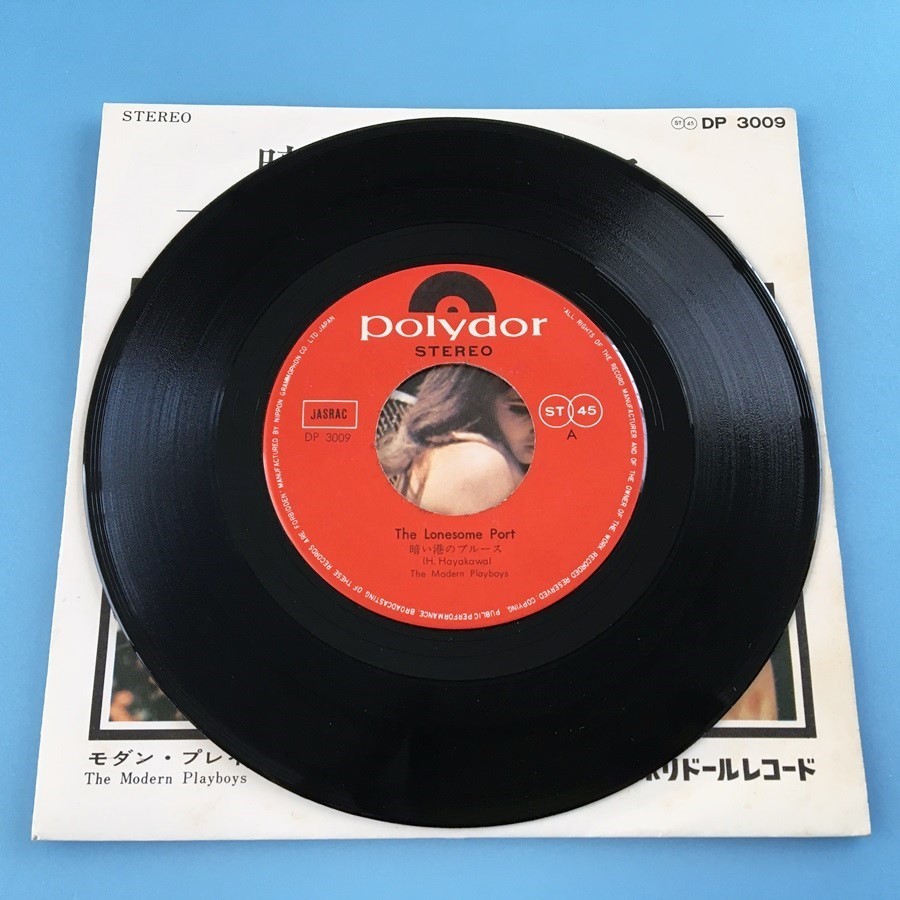 STEREO
ST 45 DP 3009
polydor
STEREO
JASRAC
DP 3009
ST 45
A
The Lonesome Port
暗い港のブルース
(H. Hayakawa)
The Modern Playboys
ALL RIGHTS OF THE RECORD MANUFACTURER AND OF THE OWNER OF THE WORK RECORDED RESERVED. COPYING, PUBLIC PERFORMANCE, BROADCASTING OF THESE RECORDS ARE FORBIDDEN. MANUFACTURED BY NIPPON GRAMMOPHON CO. LTD. JAPAN
モダン・プレイ
The Modern Playboys
ポリドールレコード